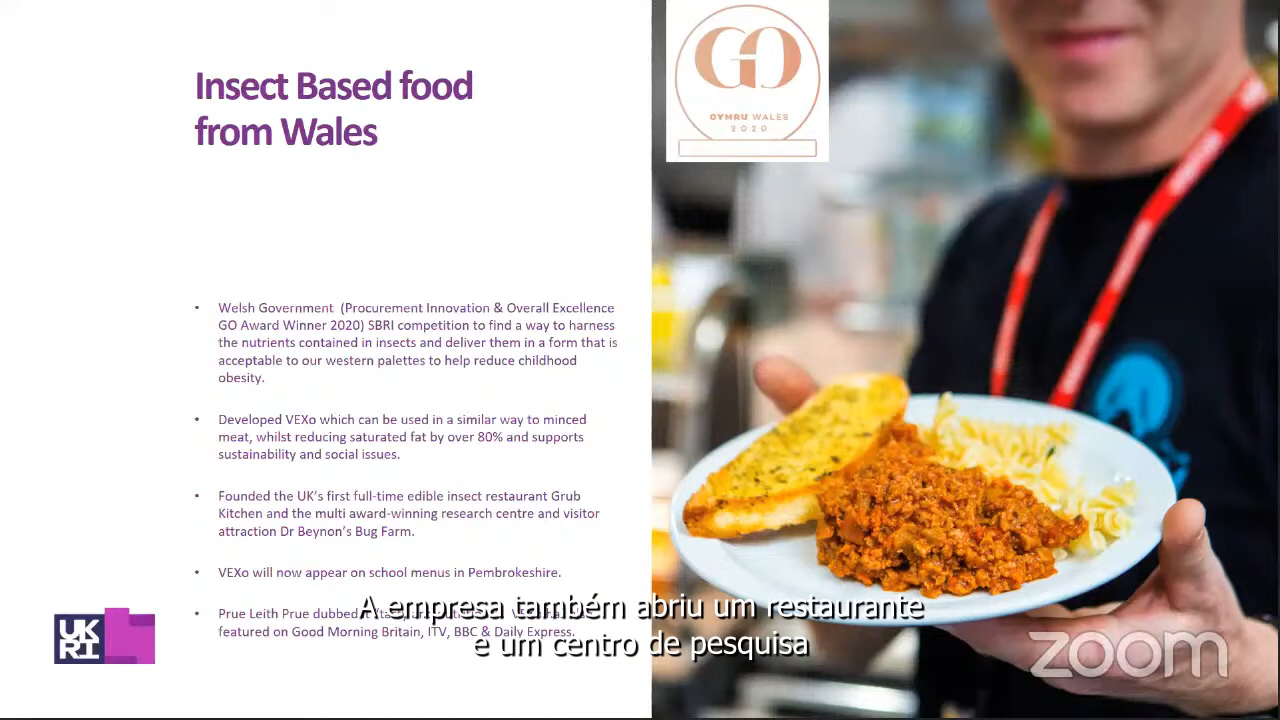 Insect Based food
from Wales
GO
CYMRU WALES
2020
• Welsh Government (Procurement Innovation & Overall Excellence
GO Award Winner 2020) SBRI competition to find a way to harness
the nutrients contained in insects and deliver them in a form that is
acceptable to our western palettes to help reduce childhood
obesity.
• Developed VEXo which can be used in a similar way to minced
meat, whilst reducing saturated fat by over 80% and supports
sustainability and social issues.
• Founded the UK's first full-time edible insect restaurant Grub
Kitchen and the multi award-winning research centre and visitor
attraction Dr Beynon's Bug Farm.
• VEXo will now appear on school menus in Pembrokeshire.
• Prue Leith Prue dubbed
featured on Good Morning Britain, ITV, BBC & Daily Express.
A empresa também abriu um restaurante
e um centro de pesquisa
UK
RI
zoom